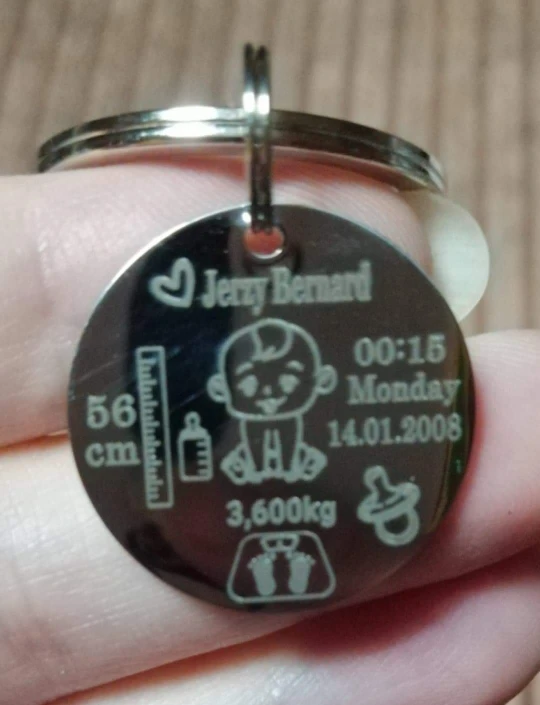 Jerzy Bernard
00:15
Monday
14.01.2008
56
cm
3,600kg